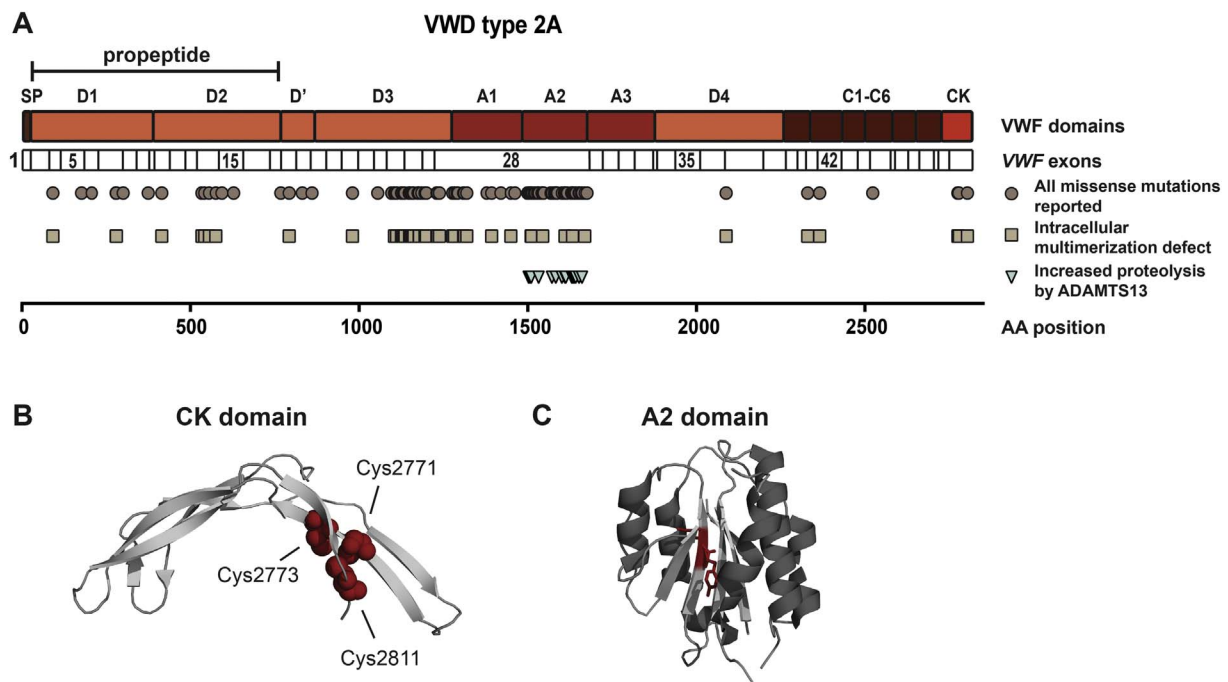 A
VWD type 2A
propeptide
SP D1 D2 D' D3 A1 A2 A3 D4 C1-C6 CK
VWF domains
1 5 15 28 35 42
VWF exons
All missense mutations
reported
Intracellular
multimerization defect
Increased proteolysis
by ADAMTS13
0 500 1000 1500 2000 2500
AA position
B
CK domain
Cys2771
Cys2773
Cys2811
C
A2 domain